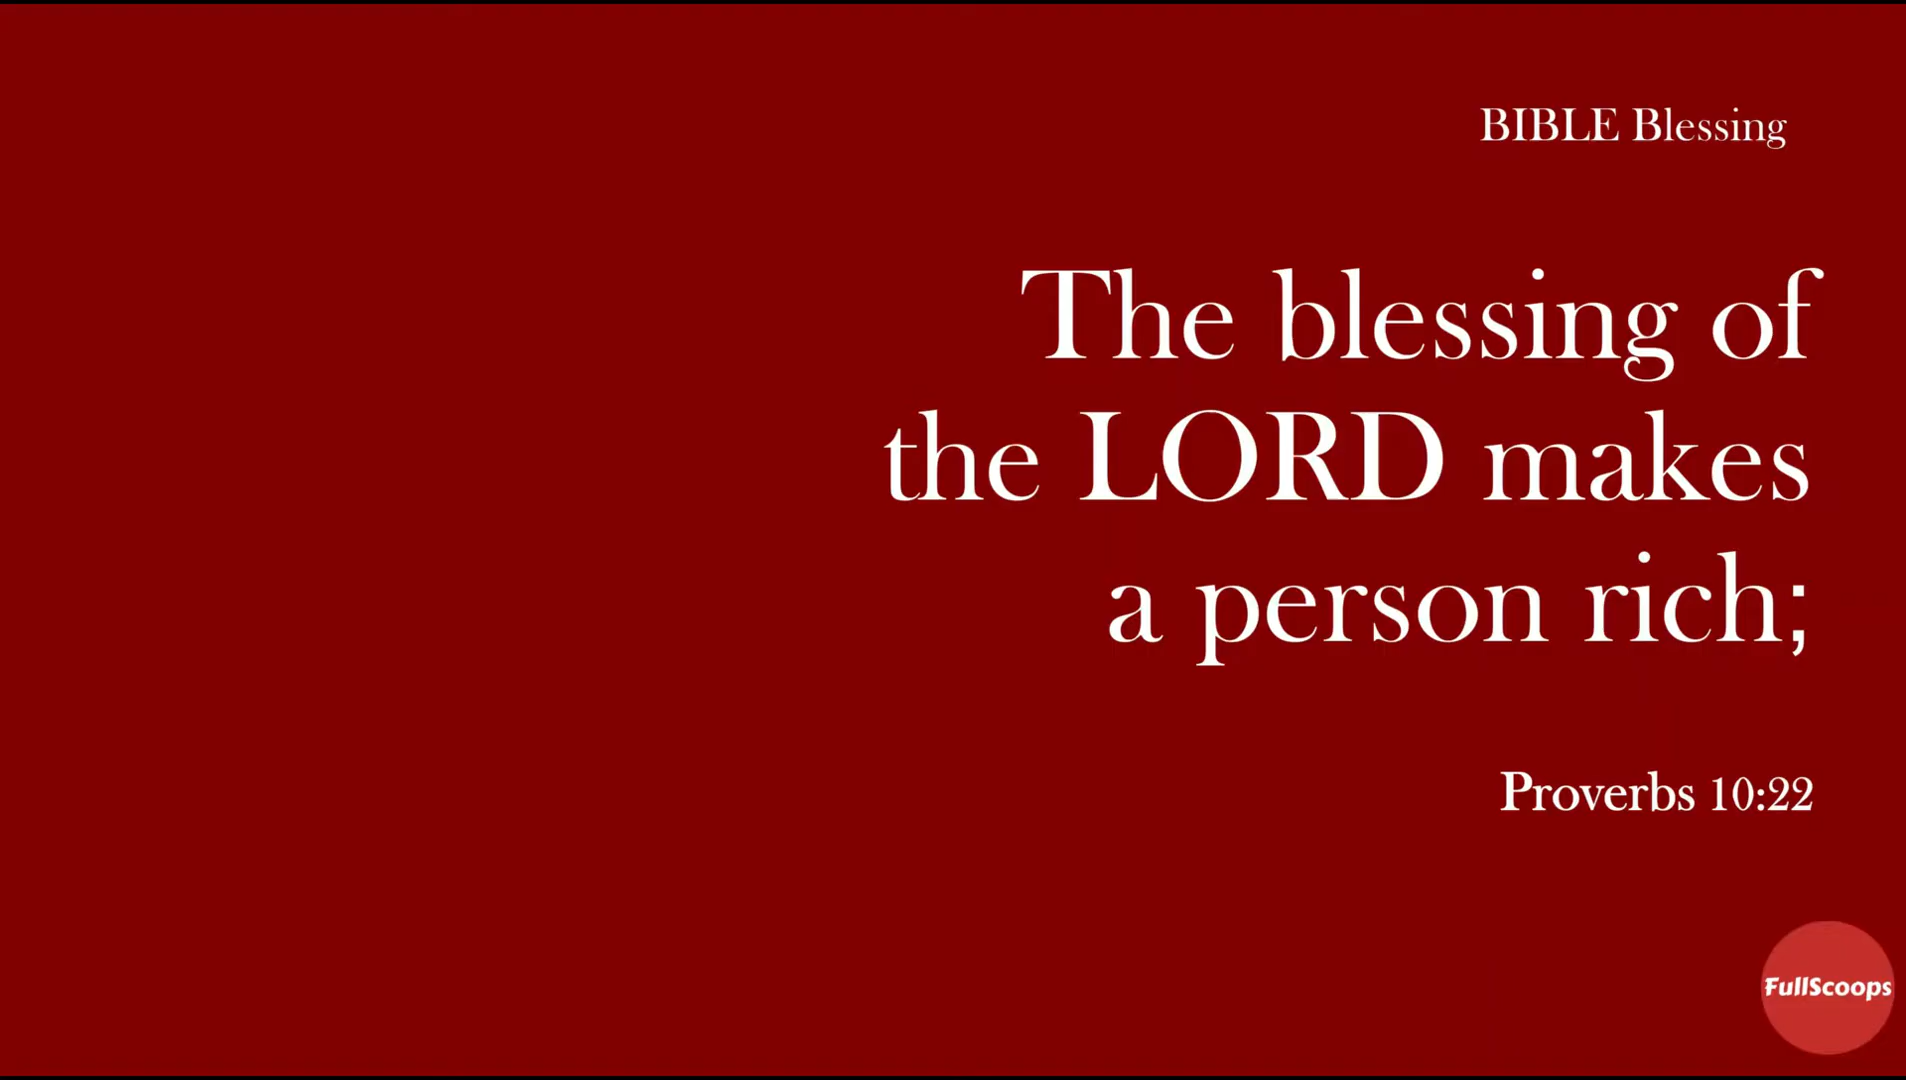 BIBLE Blessing
The blessing of
the LORD makes
a person rich;
Proverbs 10:22
FullScoops